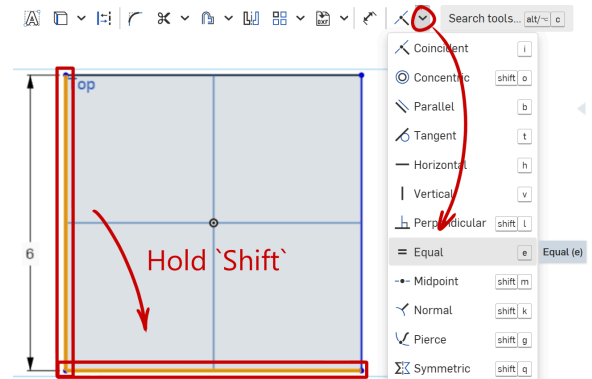 A
DXF
Search tools... alt/⌥ c
Coincident i
Concentric shift o
Top
Parallel b
Tangent t
Horizontal h
Vertical v
Perpendicular shift l
6
Hold `Shift`
Equal e
Equal (e)
Midpoint shift m
Normal shift k
Pierce shift g
Symmetric shift q